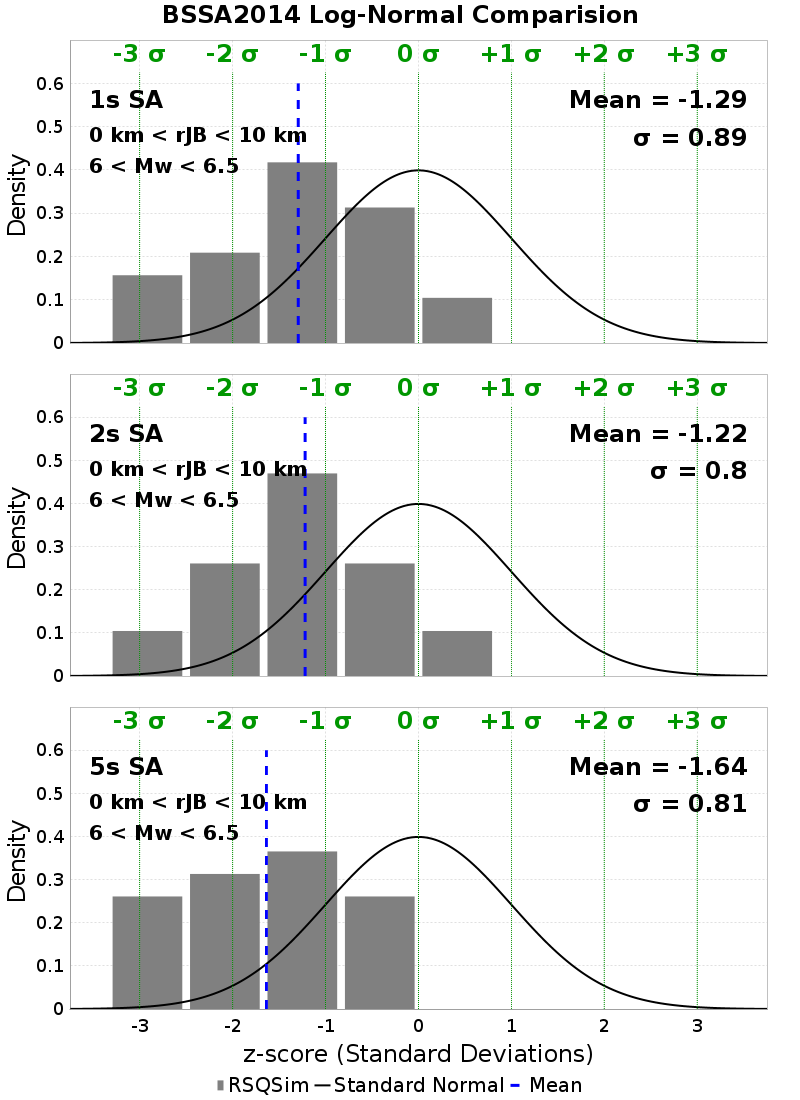 BSSA2014 Log-Normal Comparision
-3 σ -2 σ -1 σ 0 σ +1 σ +2 σ +3 σ
1s SA
0 km < rJB < 10 km
6 < Mw < 6.5
Mean = -1.29
σ = 0.89
Density
0.6
0.5
0.4
0.3
0.2
0.1
0
-3 σ -2 σ -1 σ 0 σ +1 σ +2 σ +3 σ
2s SA
0 km < rJB < 10 km
6 < Mw < 6.5
Mean = -1.22
σ = 0.8
Density
0.6
0.5
0.4
0.3
0.2
0.1
0
-3 σ -2 σ -1 σ 0 σ +1 σ +2 σ +3 σ
5s SA
0 km < rJB < 10 km
6 < Mw < 6.5
Mean = -1.64
σ = 0.81
Density
0.6
0.5
0.4
0.3
0.2
0.1
0
-3 -2 -1 0 1 2 3
z-score (Standard Deviations)
RSQSim Standard Normal Mean